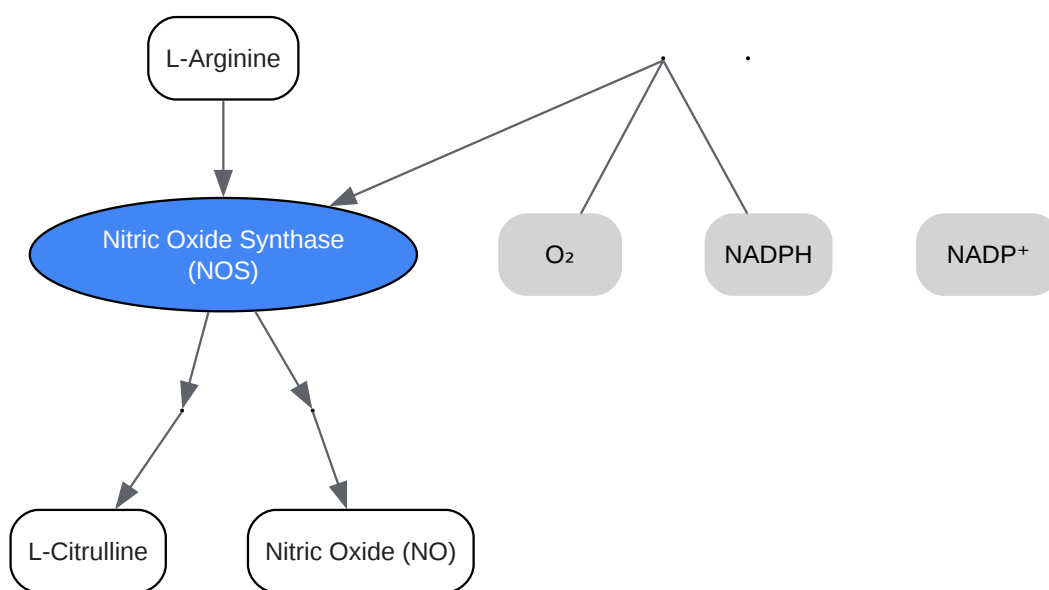 L-Arginine
Nitric Oxide Synthase
(NOS)
O₂
NADPH
NADP⁺
L-Citrulline
Nitric Oxide (NO)